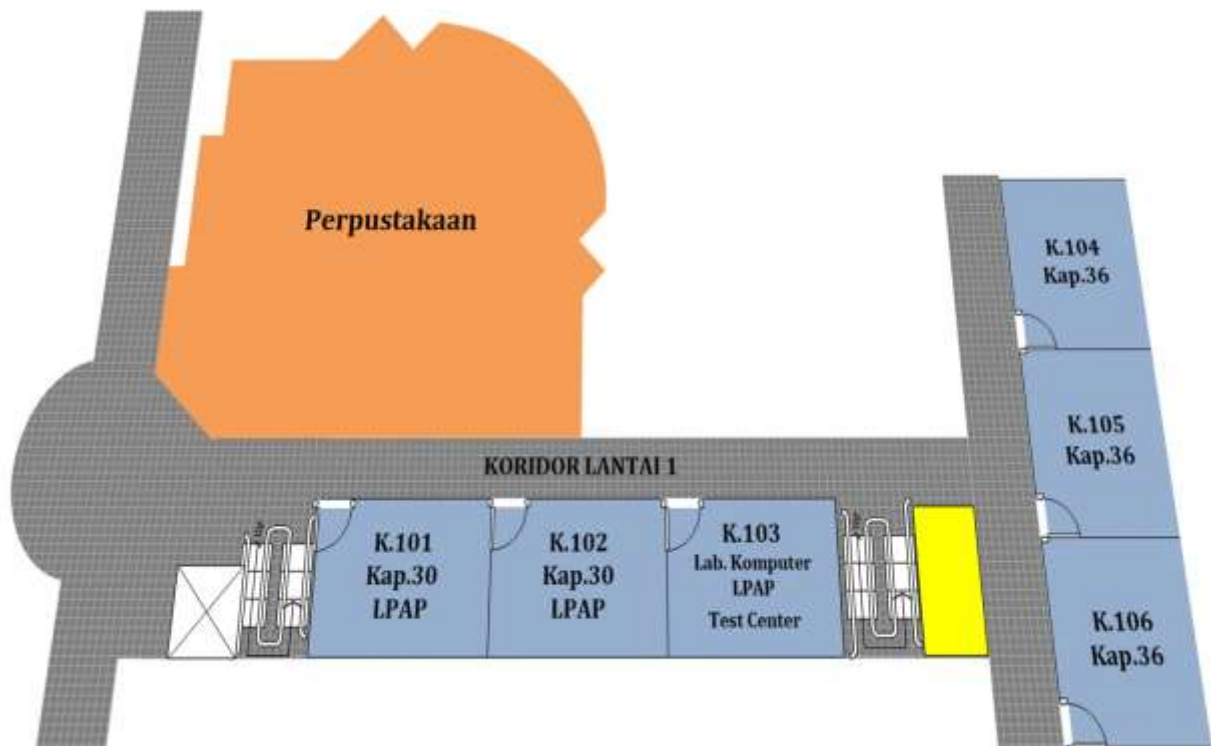 Perpustakaan
K.104
Kap.36
K.105
Kap.36
KORIDOR LANTAI 1
K.101
Kap.30
LPAP
K.102
Kap.30
LPAP
K.103
Lab. Komputer
LPAP
Test Center
K.106
Kap.36